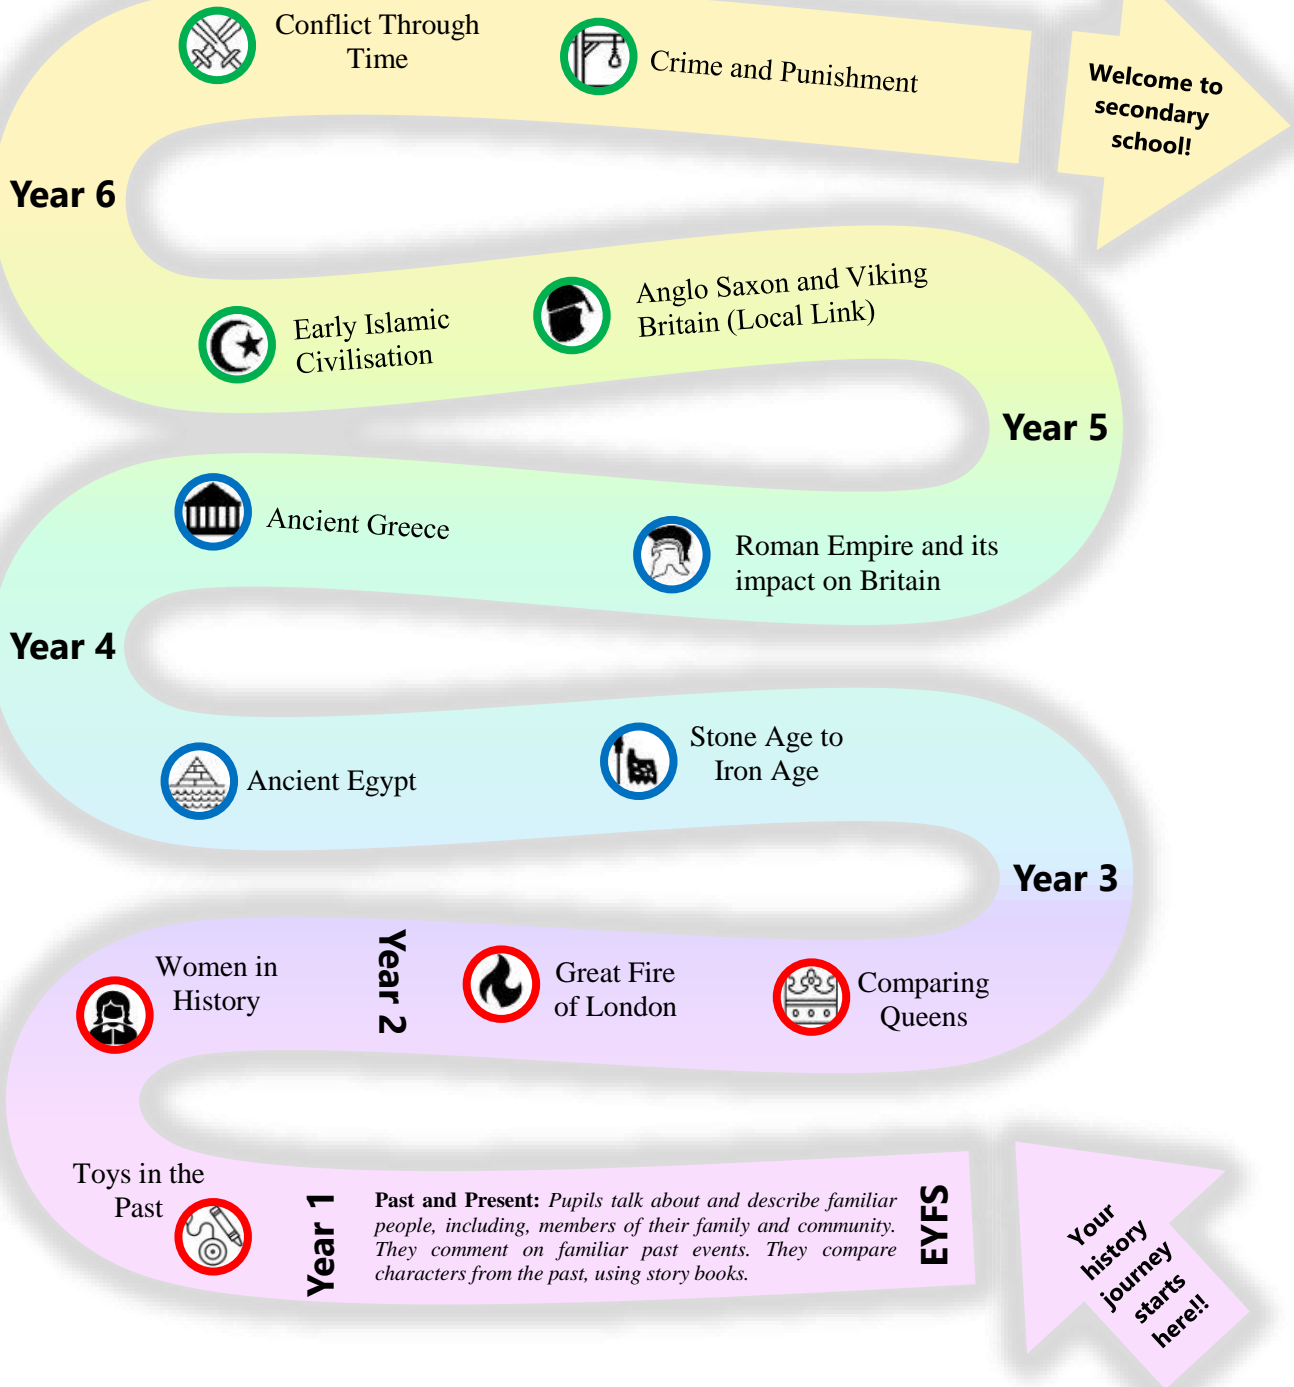 Conflict Through
Time
Crime and Punishment
Welcome to
secondary
school!
Year 6
Early Islamic
Civilisation
Anglo Saxon and Viking
Britain (Local Link)
Year 5
Ancient Greece
Roman Empire and its
impact on Britain
Year 4
Ancient Egypt
Stone Age to
Iron Age
Year 3
Women in
History
Year 2
Great Fire
of London
Comparing
Queens
Toys in the
Past
Year 1
Past and Present: Pupils talk about and describe familiar
people, including, members of their family and community.
They comment on familiar past events. They compare
characters from the past, using story books.
EYFS
Your
history
journey
starts
here!!